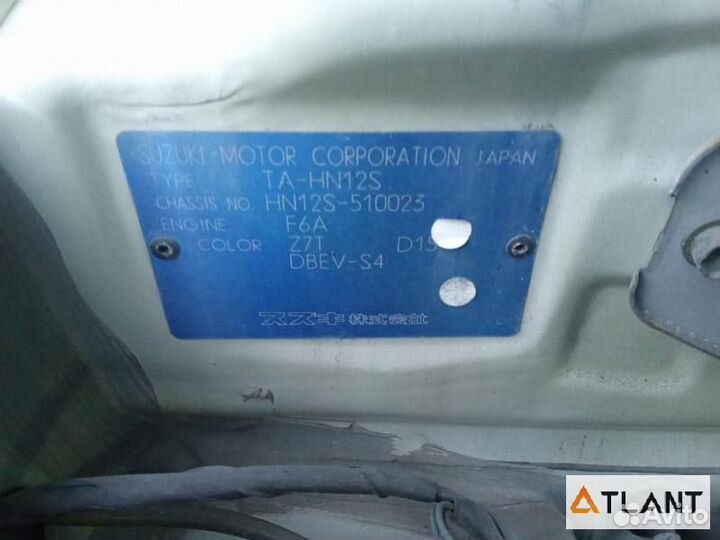 SUZUKI MOTOR CORPORATION JAPAN
TYPE TA-HN12S
CHASSIS NO. HN12S-510023
ENGINE F6A
COLOR Z7T D15
DBEV-S4
スズキ株式会社
ATLANT
Avito